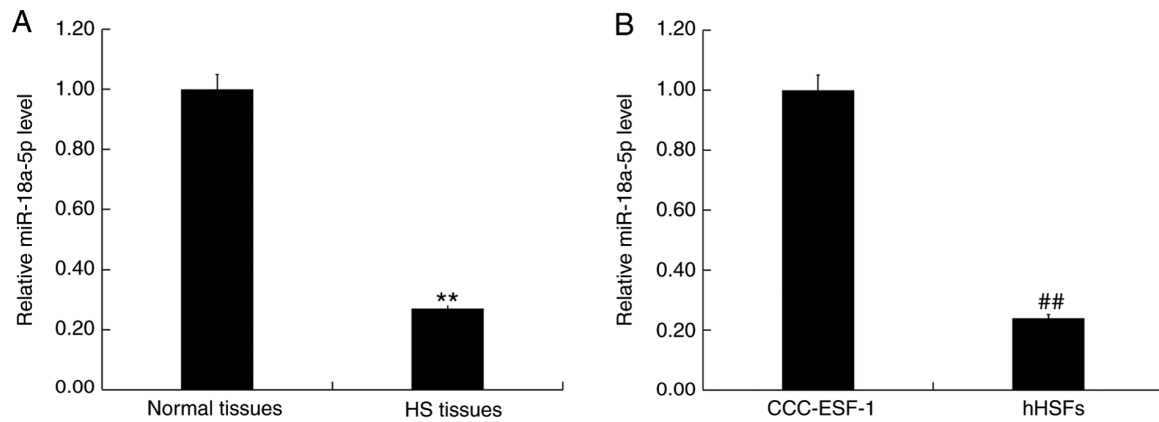 A
Relative miR-18a-5p level
1.20
1.00
0.80
0.60
0.40
0.20
0.00
**
Normal tissues
HS tissues
B
Relative miR-18a-5p level
1.20
1.00
0.80
0.60
0.40
0.20
0.00
##
CCC-ESF-1
hHSFs